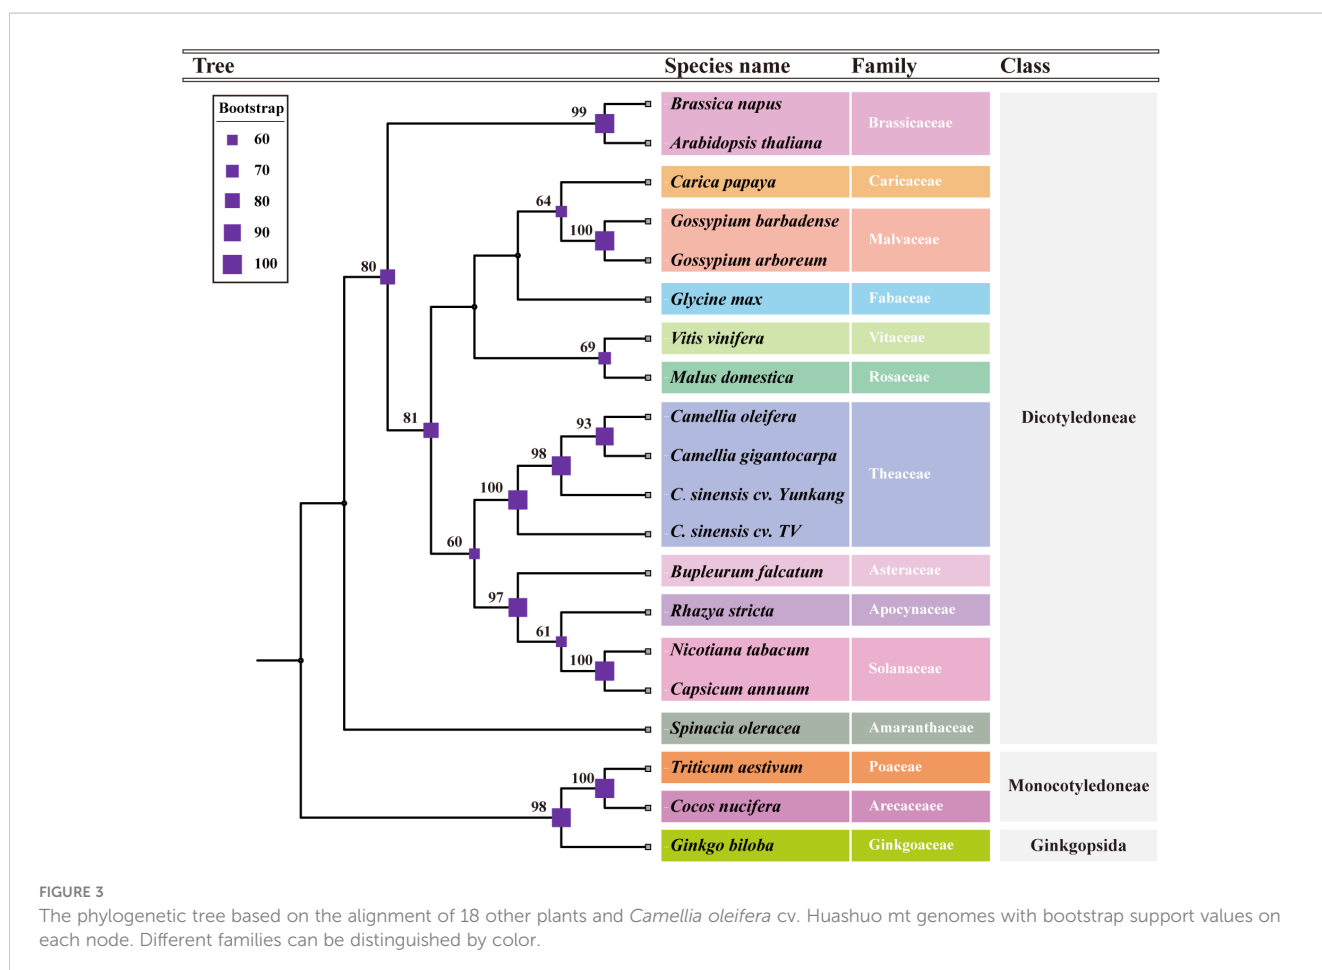 Tree Species name Family Class
Bootstrap
60
70
80
90
100
99
80
64
100
69
81
93
98
100
60
97
61
100
100
98
Brassica napus
Arabidopsis thaliana
Brassicaceae
Carica papaya Caricaceae
Gossypium barbadense
Gossypium arboreum
Malvaceae
Glycine max Fabaceae
Vitis vinifera Vitaceae
Malus domestica Rosaceae
Camellia oleifera
Camellia gigantocarpa
C. sinensis cv. Yunkang
C. sinensis cv. TV
Theaceae
Bupleurum falcatum Asteraceae
Rhazya stricta Apocynaceae
Nicotiana tabacum
Capsicum annuum
Solanaceae
Spinacia oleracea Amaranthaceae
Dicotyledoneae
Triticum aestivum Poaceae
Cocos nucifera Arecaceaee
Monocotyledoneae
Ginkgo biloba Ginkgoaceae Ginkgopsida
FIGURE 3
The phylogenetic tree based on the alignment of 18 other plants and Camellia oleifera cv. Huashuo mt genomes with bootstrap support values on
each node. Different families can be distinguished by color.